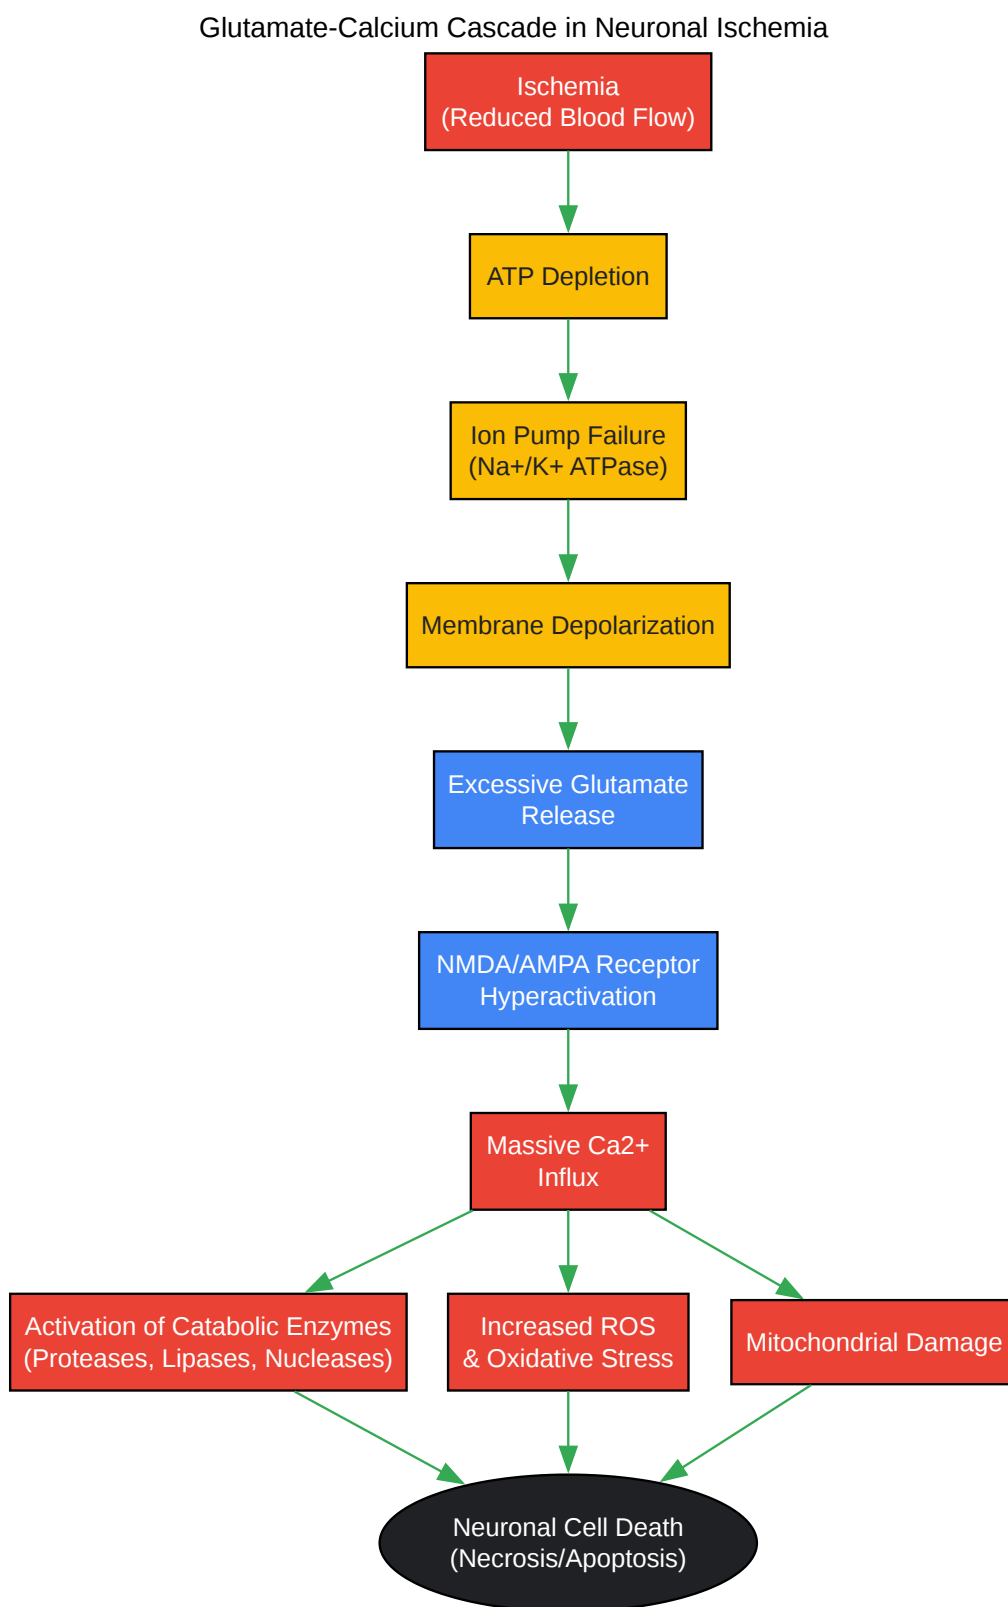 Glutamate-Calcium Cascade in Neuronal Ischemia
Ischemia
(Reduced Blood Flow)
ATP Depletion
Ion Pump Failure
(Na+/K+ ATPase)
Membrane Depolarization
Excessive Glutamate
Release
NMDA/AMPA Receptor
Hyperactivation
Massive Ca2+
Influx
Activation of Catabolic Enzymes
(Proteases, Lipases, Nucleases)
Increased ROS
& Oxidative Stress
Mitochondrial Damage
Neuronal Cell Death
(Necrosis/Apoptosis)